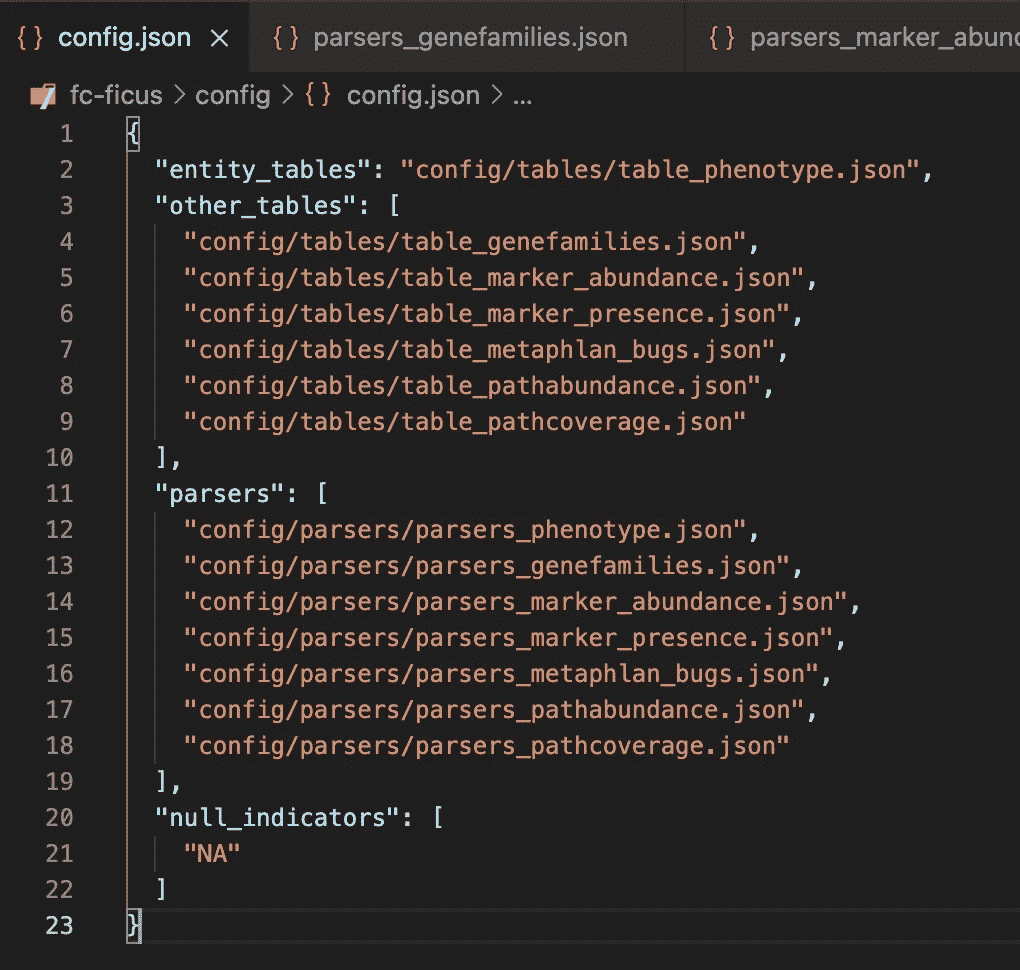 { } config.json ×
{ } parsers_genefamilies.json
{ } parsers_marker_abun
fc-ficus > config > { } config.json > ...
1 {
2 "entity_tables": "config/tables/table_phenotype.json",
3 "other_tables": [
4 "config/tables/table_genefamilies.json",
5 "config/tables/table_marker_abundance.json",
6 "config/tables/table_marker_presence.json",
7 "config/tables/table_metaphlan_bugs.json",
8 "config/tables/table_pathabundance.json",
9 "config/tables/table_pathcoverage.json"
10 ],
11 "parsers": [
12 "config/parsers/parsers_phenotype.json",
13 "config/parsers/parsers_genefamilies.json",
14 "config/parsers/parsers_marker_abundance.json",
15 "config/parsers/parsers_marker_presence.json",
16 "config/parsers/parsers_metaphlan_bugs.json",
17 "config/parsers/parsers_pathabundance.json",
18 "config/parsers/parsers_pathcoverage.json"
19 ],
20 "null_indicators": [
21 "NA"
22 ]
23 }